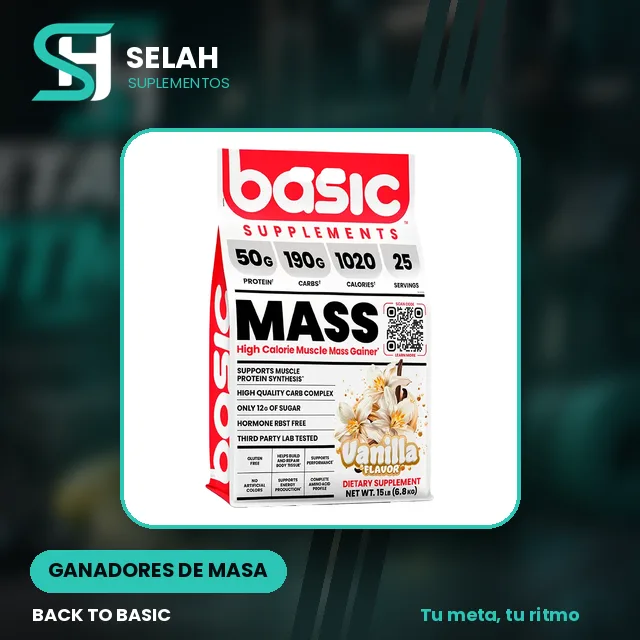 SELAH
SUPLEMENTOS
basic
SUPPLEMENTS
50G 190G 1020 25
PROTEIN† CARBS† CALORIES† SERVINGS
MASS
High Calorie Muscle Mass Gainer*
SCAN CODE
LEARN MORE
SUPPORTS MUSCLE
PROTEIN SYNTHESIS*
HIGH QUALITY CARB COMPLEX
ONLY 12G OF SUGAR
HORMONE RBST FREE
THIRD PARTY LAB TESTED
GLUTEN
FREE
HELPS BUILD
AND REPAIR
BODY TISSUE*
SUPPORTS
PERFORMANCE*
NO
ARTIFICIAL
COLORS
SUPPORTS
ENERGY
PRODUCTION*
COMPLETE
AMINO ACID
PROFILE
Vanilla
FLAVOR
DIETARY SUPPLEMENT
NET WT. 15LB (6.8KG)
basic
GANADORES DE MASA
BACK TO BASIC
Tu meta, tu ritmo